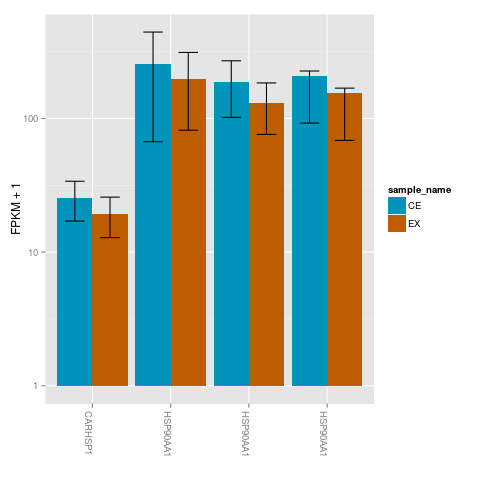 FPKM + 1
100
10
1
CARHSP1
HSP90AA1
HSP90AA1
HSP90AA1
sample_name
CE
EX